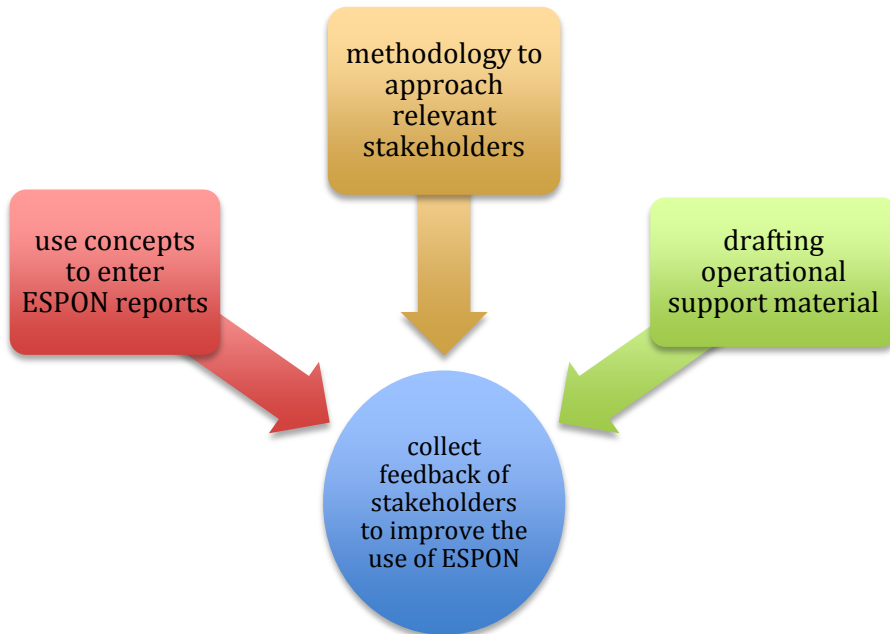 methodology to
approach
relevant
stakeholders
use concepts
to enter
ESPON reports
drafting
operational
support material
collect
feedback of
stakeholders
to improve the
use of ESPON